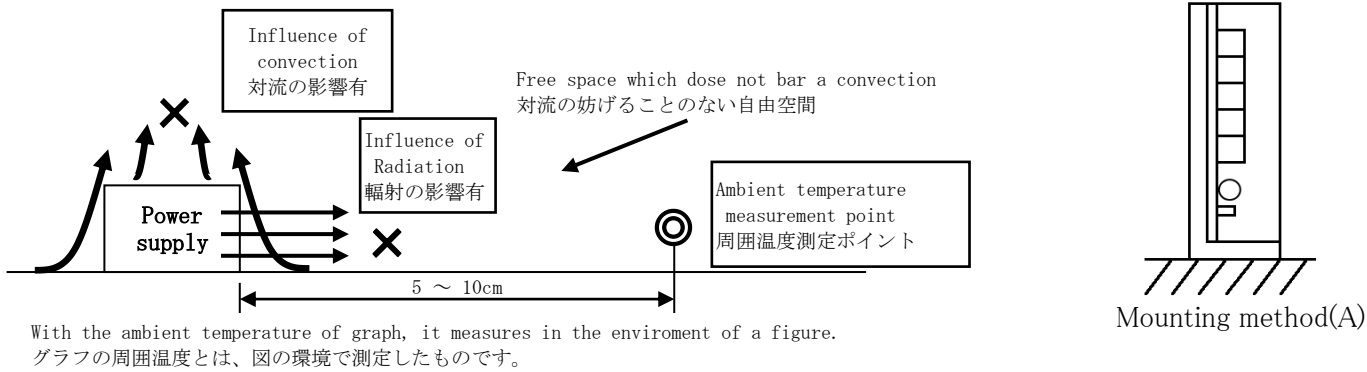 Influence of
convection
対流の影響有
Free space which dose not bar a convection
対流の妨げることのない自由空間
Influence of
Radiation
輻射の影響有
Power
supply
Ambient temperature
measurement point
周囲温度測定ポイント
5 ～ 10cm
With the ambient temperature of graph, it measures in the enviroment of a figure.
グラフの周囲温度とは、図の環境で測定したものです。
Mounting method(A)